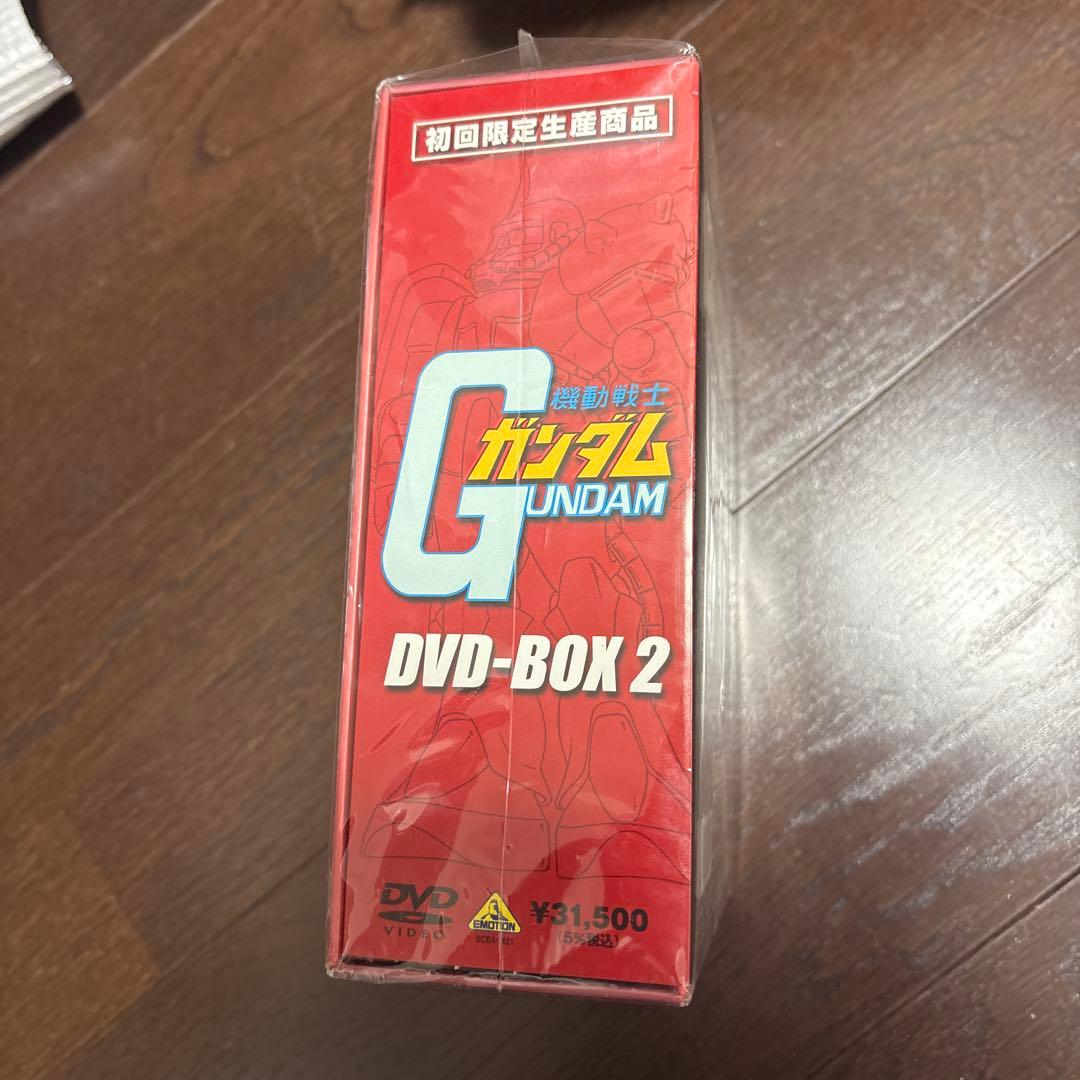 初回限定生産商品
機動戦士
ガンダム
GUNDAM
DVD-BOX 2
DVD
VIDEO
EMOTION
¥31,500
(5%税込)